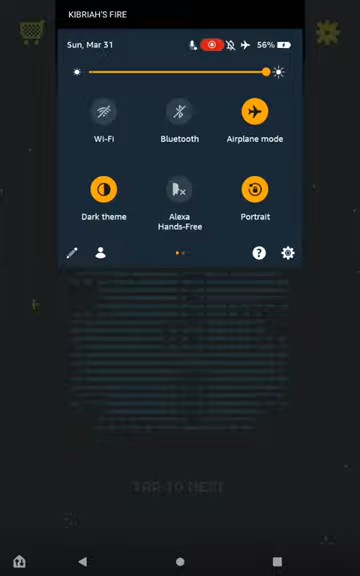 KIBRIAH'S FIRE
Sun, Mar 31
56%
Wi-Fi
Bluetooth
Airplane mode
Dark theme
Alexa
Hands-Free
Portrait
TAP TO NEXT